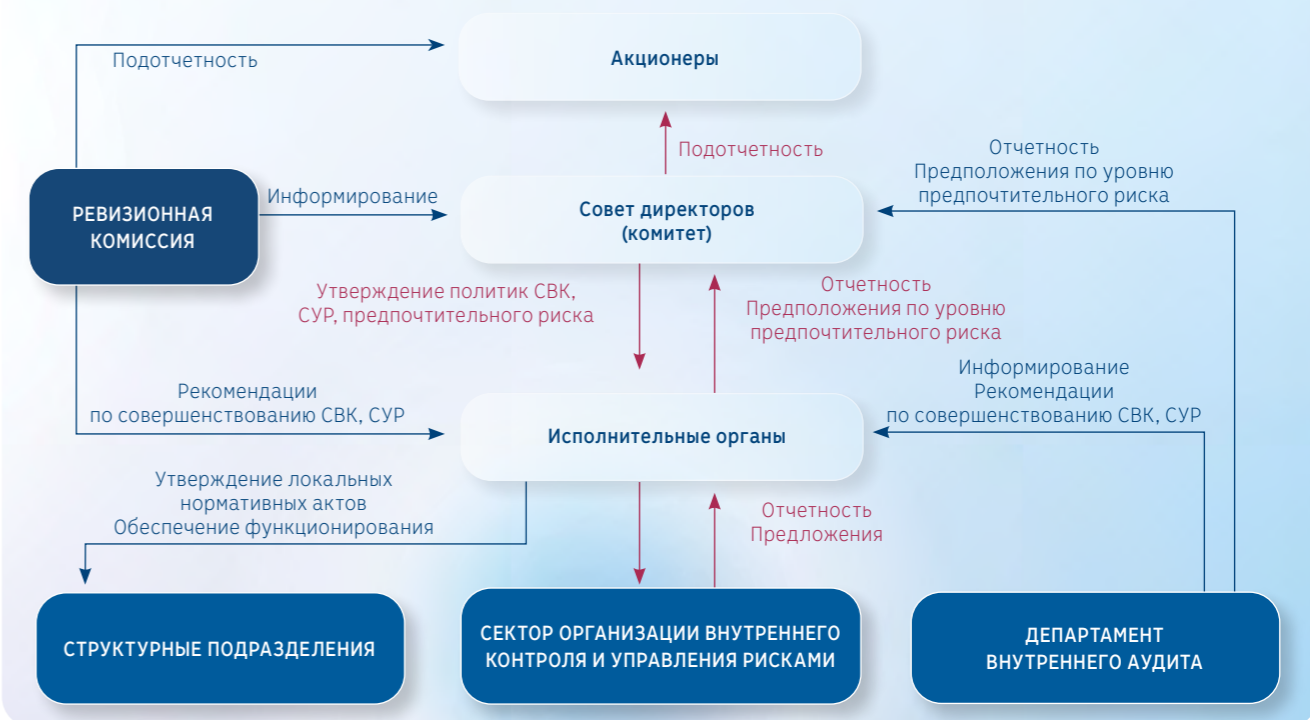 Подотчетность
Акционеры
Подотчетность
РЕВИЗИОННАЯ
КОМИССИЯ
Информирование
Совет директоров
(комитет)
Отчетность
Предположения по уровню
предпочтительного риска
Утверждение политик СВК,
СУР, предпочтительного риска
Отчетность
Предположения по уровню
предпочтительного риска
Рекомендации
по совершенствованию СВК, СУР
Исполнительные органы
Информирование
Рекомендации
по совершенствованию СВК, СУР
Утверждение локальных
нормативных актов
Обеспечение функционирования
Отчетность
Предложения
СТРУКТУРНЫЕ ПОДРАЗДЕЛЕНИЯ
СЕКТОР ОРГАНИЗАЦИИ ВНУТРЕННЕГО
КОНТРОЛЯ И УПРАВЛЕНИЯ РИСКАМИ
ДЕПАРТАМЕНТ
ВНУТРЕННЕГО АУДИТА